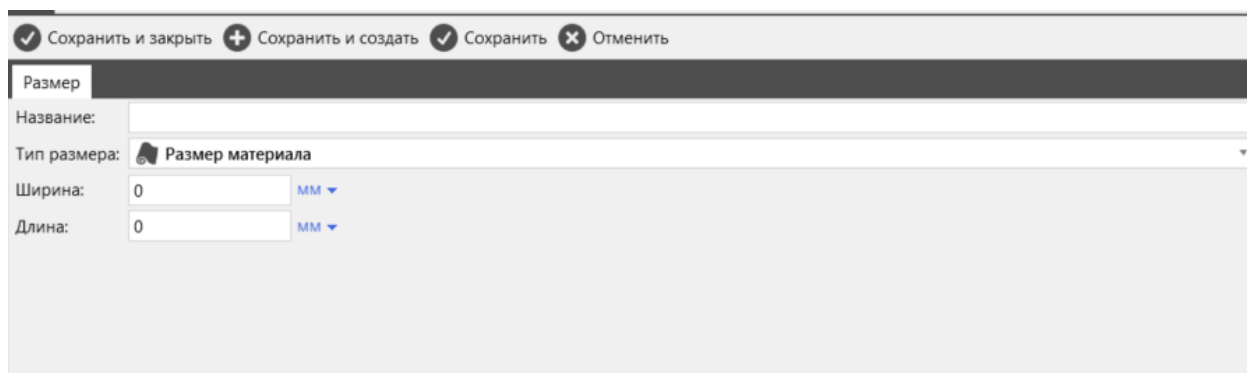 Сохранить и закрыть Сохранить и создать Сохранить Отменить
Размер
Название:
Тип размера: Размер материала
Ширина: 0 мм
Длина: 0 мм